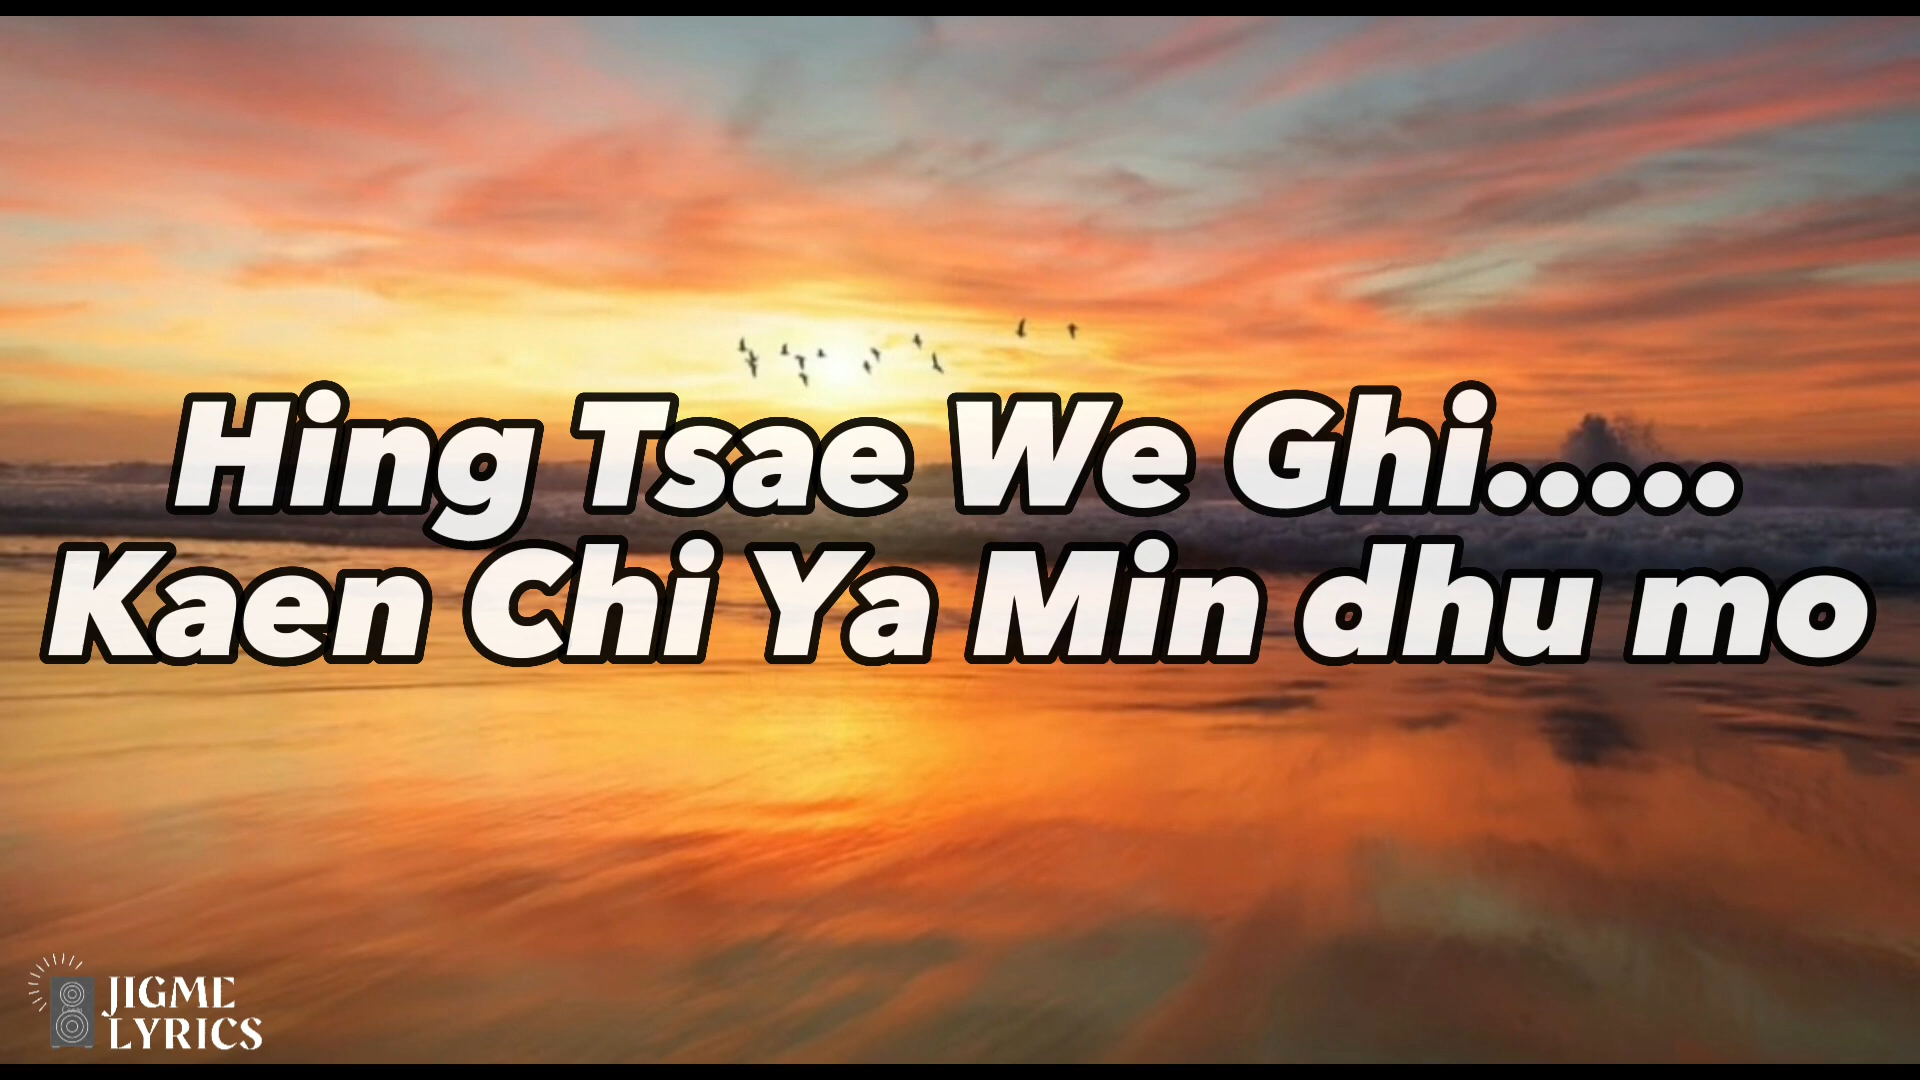 Hing Tsae We Ghi.....
Kaen Chi Ya Min dhu mo
JIGME
LYRICS